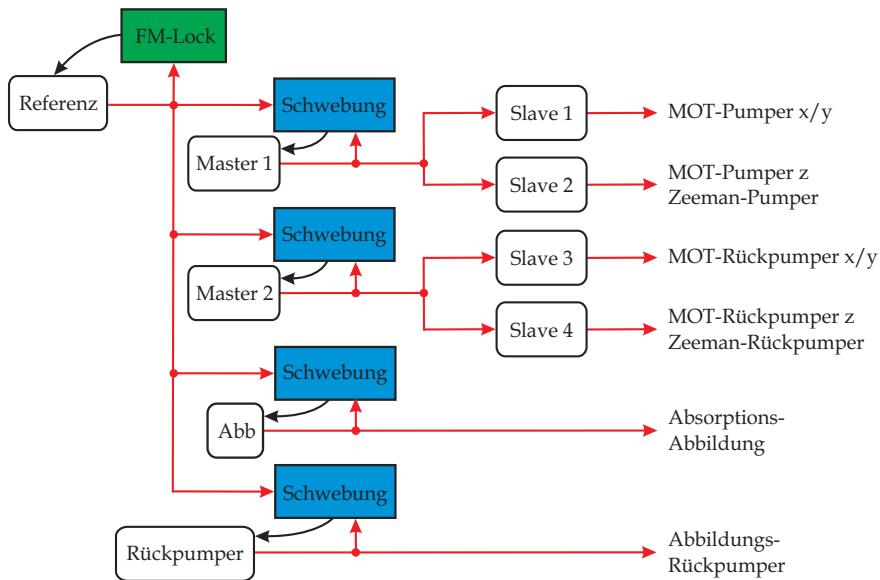 FM-Lock
Referenz
Schwebung
Slave 1
MOT-Pumper x/y
Master 1
Slave 2
MOT-Pumper z
Zeeman-Pumper
Schwebung
Slave 3
MOT-Rückpumper x/y
Master 2
Slave 4
MOT-Rückpumper z
Zeeman-Rückpumper
Schwebung
Abb
Absorptions-
Abbildung
Schwebung
Rückpumper
Abbildungs-
Rückpumper